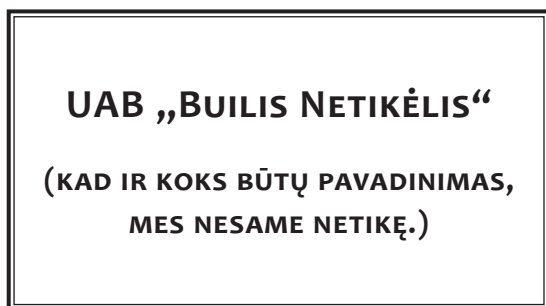 UAB „Builis Netikėlis“
(kad ir koks būtų pavadinimas,
mes nesame netikę.)